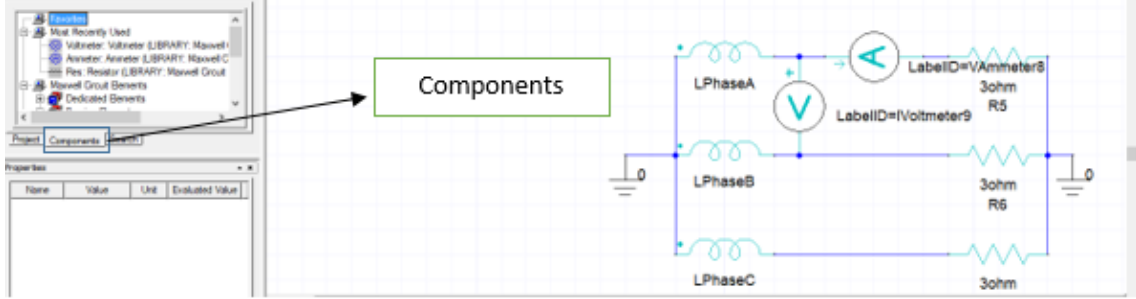 Favorites
Most Recently Used
Voltmeter: Voltmeter (LIBRARY: Maxwell
Ammeter: Ammeter (LIBRARY: Maxwell
Res: Resistor (LIBRARY: Maxwell Circuit
Maxwell Circuit Elements
Dedicated Elements
Project Components Search
Properties
Name Value Unit Evaluated Value
Components
LPhaseA
LabelID=VAmmeter8
3ohm
R5
LabelID=IVoltmeter9
0
LPhaseB
3ohm
R6
0
LPhaseC
3ohm